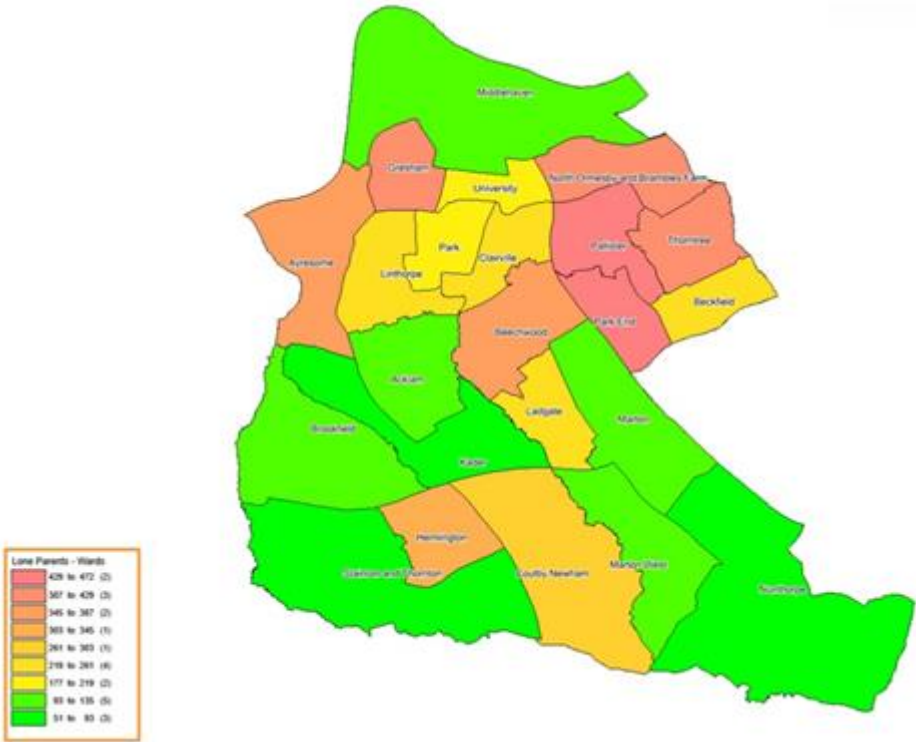 Middlehaven
Gresham
North Ormesby and Brambles Farm
University
Park
Clairville
Pallister
Thorntree
Ayresome
Linthorpe
Beckfield
Park End
Beechwood
Acklam
Ladgate
Marton
Brookfield
Kader
Hemlington
Stainton and Thornton
Coulby Newham
Marton West
Nunthorpe
Lone Parents - Wards
429 to 472 (2)
387 to 429 (3)
345 to 387 (2)
303 to 345 (1)
261 to 303 (1)
219 to 261 (4)
177 to 219 (2)
93 to 135 (5)
51 to 93 (3)